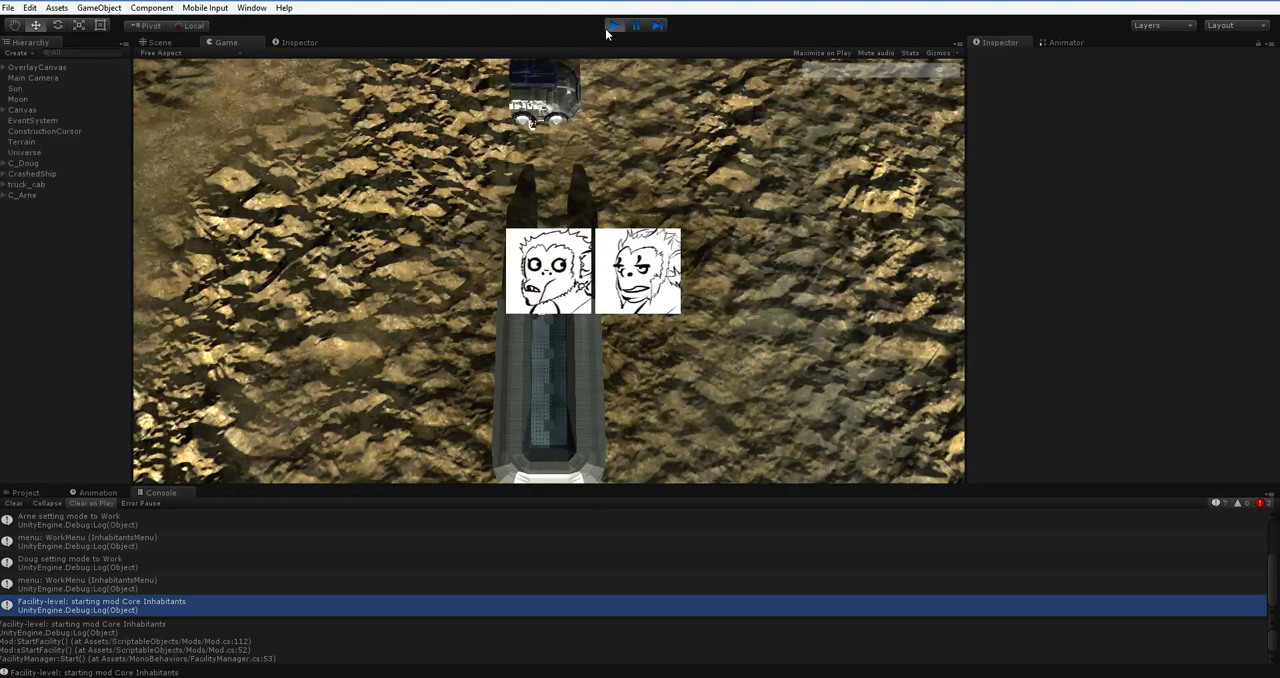 File Edit Assets GameObject Component Mobile Input Window Help
Pivot Local Layers Layout
Hierarchy Scene Game Inspector Inspector Animator
Create All Free Aspect Maximize on Play Mute audio Stats Gizmos
OverlayCanvas
Main Camera
Sun
Moon
Canvas
EventSystem
ConstructionCursor
Terrain
Universe
C_Doug
CrashedShip
truck_cab
C_Arne
Project Animation Console
Clear Collapse Clear on Play Error Pause 7 0 2
Arne setting mode to Work
UnityEngine.Debug:Log(Object)
menu: WorkMenu (InhabitantsMenu)
UnityEngine.Debug:Log(Object)
Doug setting mode to Work
UnityEngine.Debug:Log(Object)
menu: WorkMenu (InhabitantsMenu)
UnityEngine.Debug:Log(Object)
Facility-level: starting mod Core Inhabitants
UnityEngine.Debug:Log(Object)
Facility-level: starting mod Core Inhabitants
UnityEngine.Debug:Log(Object)
Mod:StartFacility() (at Assets/ScriptableObjects/Mods/Mod.cs:112)
Mod:sStartFacility() (at Assets/ScriptableObjects/Mods/Mod.cs:52)
FacilityManager:Start() (at Assets/MonoBehaviors/FacilityManager.cs:53)
Facility-level: starting mod Core Inhabitants